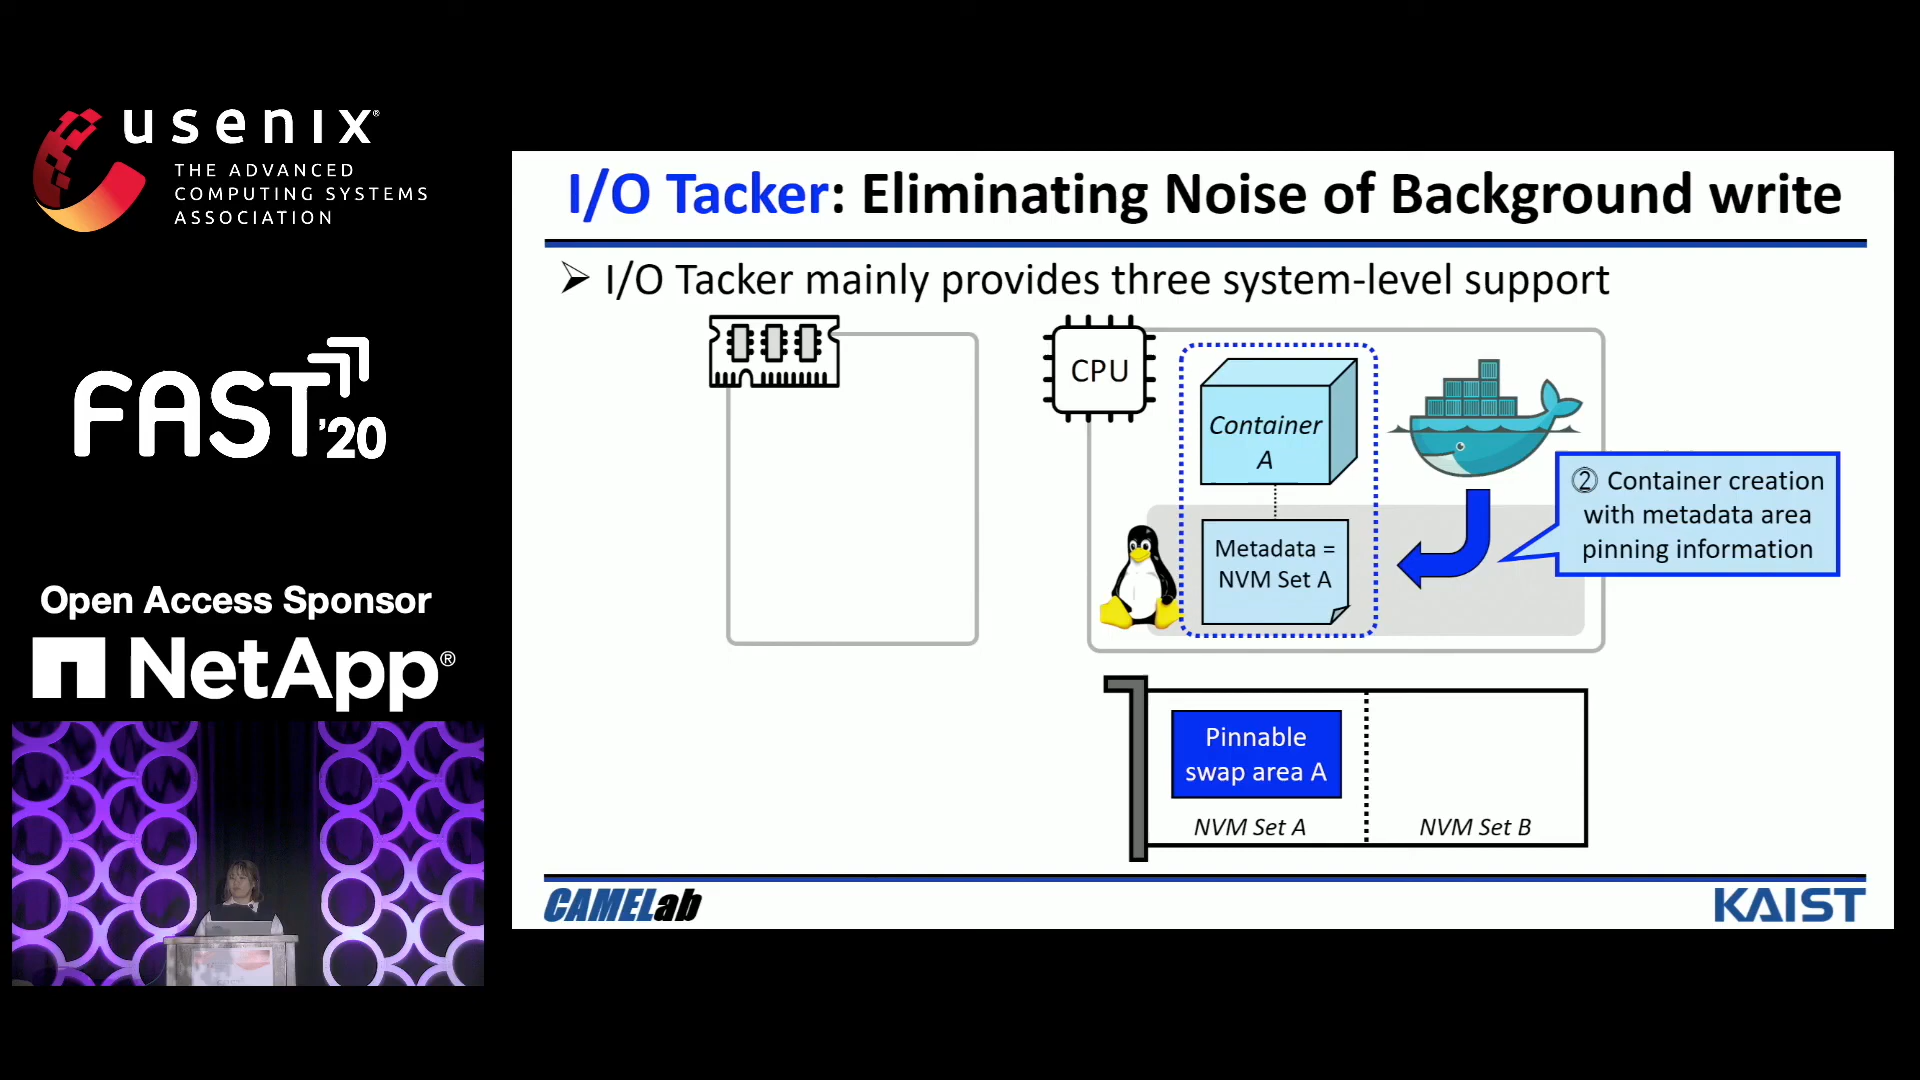 usenix®
THE ADVANCED
COMPUTING SYSTEMS
ASSOCIATION
FAST '20
Open Access Sponsor
NetApp®
I/O Tacker: Eliminating Noise of Background write
➢ I/O Tacker mainly provides three system-level support
CPU
Container
A
Metadata =
NVM Set A
② Container creation
with metadata area
pinning information
Pinnable
swap area A
NVM Set A
NVM Set B
CAMELab
KAIST